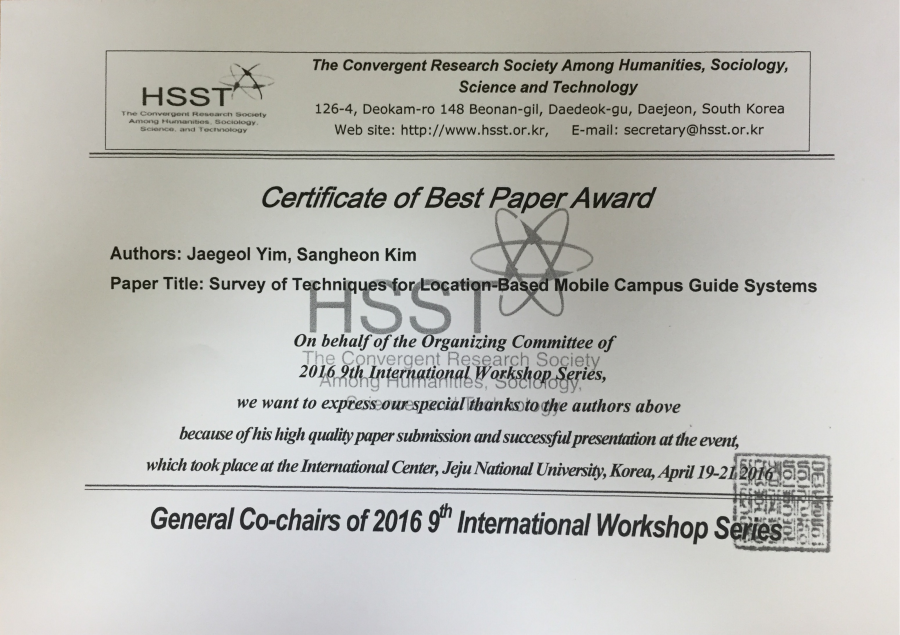 HSST
The Convergent Research Society
Among Humanities, Sociology,
Science, and Technology
The Convergent Research Society Among Humanities, Sociology,
Science and Technology
126-4, Deokam-ro 148 Beonan-gil, Daedeok-gu, Daejeon, South Korea
Web site: http://www.hsst.or.kr, E-mail: secretary@hsst.or.kr
Certificate of Best Paper Award
Authors: Jaegeol Yim, Sangheon Kim
Paper Title: Survey of Techniques for Location-Based Mobile Campus Guide Systems
HSST
On behalf of the Organizing Committee of
The Convergent Research Society
2016 9th International Workshop Series,
Among Humanities, Sociology,
we want to express our special thanks to the authors above
Science, and Technology
because of his high quality paper submission and successful presentation at the event,
which took place at the International Center, Jeju National University, Korea, April 19-21 2016
General Co-chairs of 2016 9th International Workshop Series